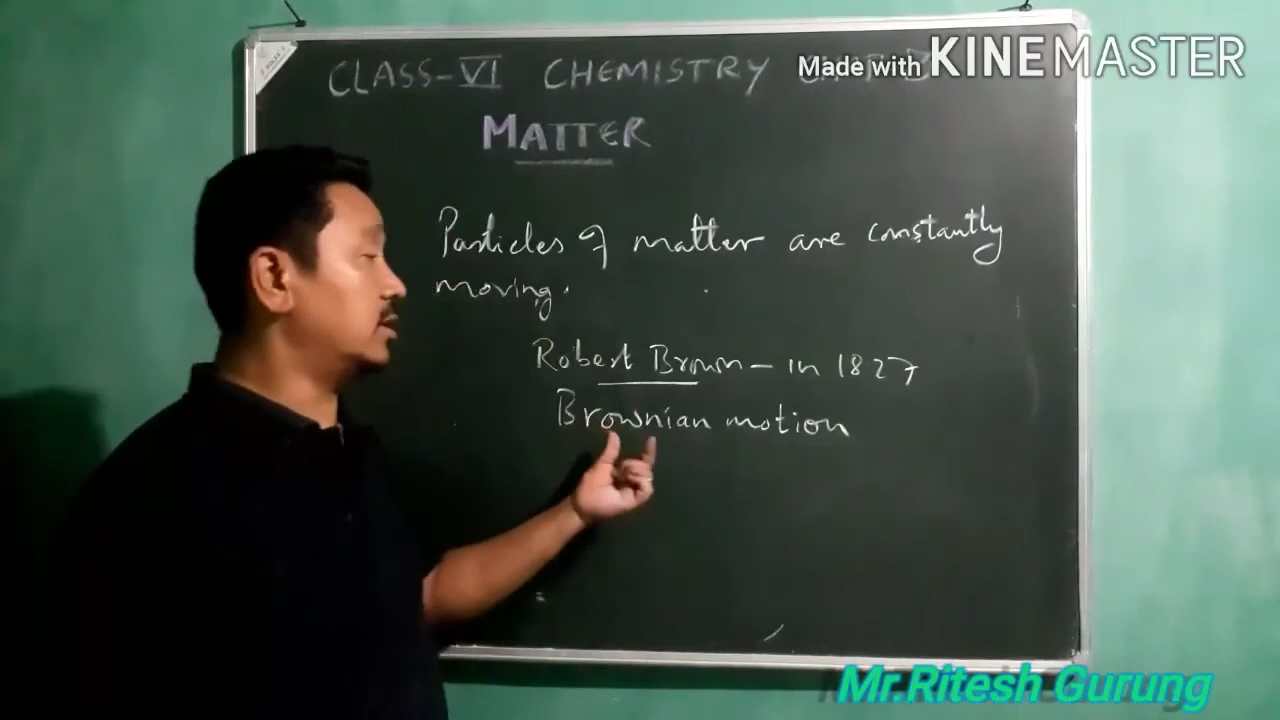 CLASS-VI CHEMISTRY
Made with KINEMASTER
MATTER
Particles of matter are constantly
moving.
Robert Brown – in 1827
Brownian motion
Mr.Ritesh Gurung